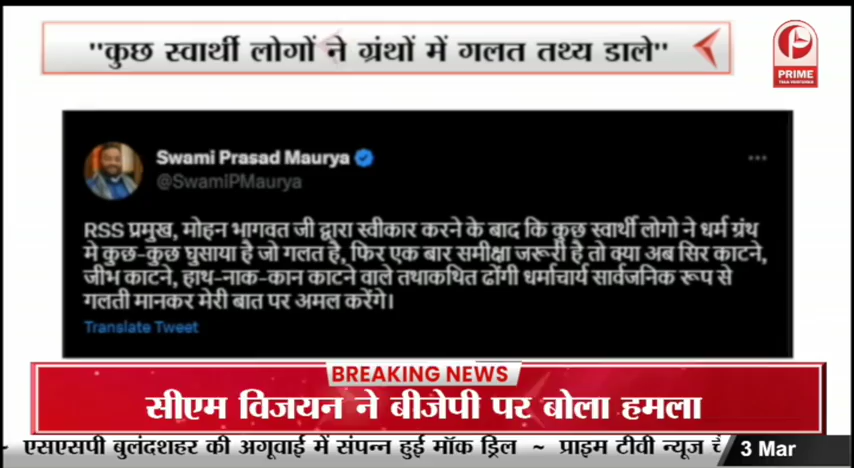 "कुछ स्वार्थी लोगों ने ग्रंथों में गलत तथ्य डाले"
PRIME
Swami Prasad Maurya
@SwamiPMaurya
RSS प्रमुख, मोहन भागवत जी द्वारा स्वीकार करने के बाद कि कुछ स्वार्थी लोगो ने धर्म ग्रंथ
मे कुछ-कुछ घुसाया है जो गलत है, फिर एक बार समीक्षा जरूरी है तो क्या अब सिर काटने,
जीभ काटने, हाथ-नाक-कान काटने वाले तथाकथित ढोंगी धर्माचार्य सार्वजनिक रूप से
गलती मानकर मेरी बात पर अमल करेंगे।
Translate Tweet
BREAKING NEWS
सीएम विजयन ने बीजेपी पर बोला हमला
~ एसएसपी बुलंदशहर की अगूवाई में संपन्न हुई मॉक ड्रिल ~ प्राइम टीवी न्यूज
3 Mar